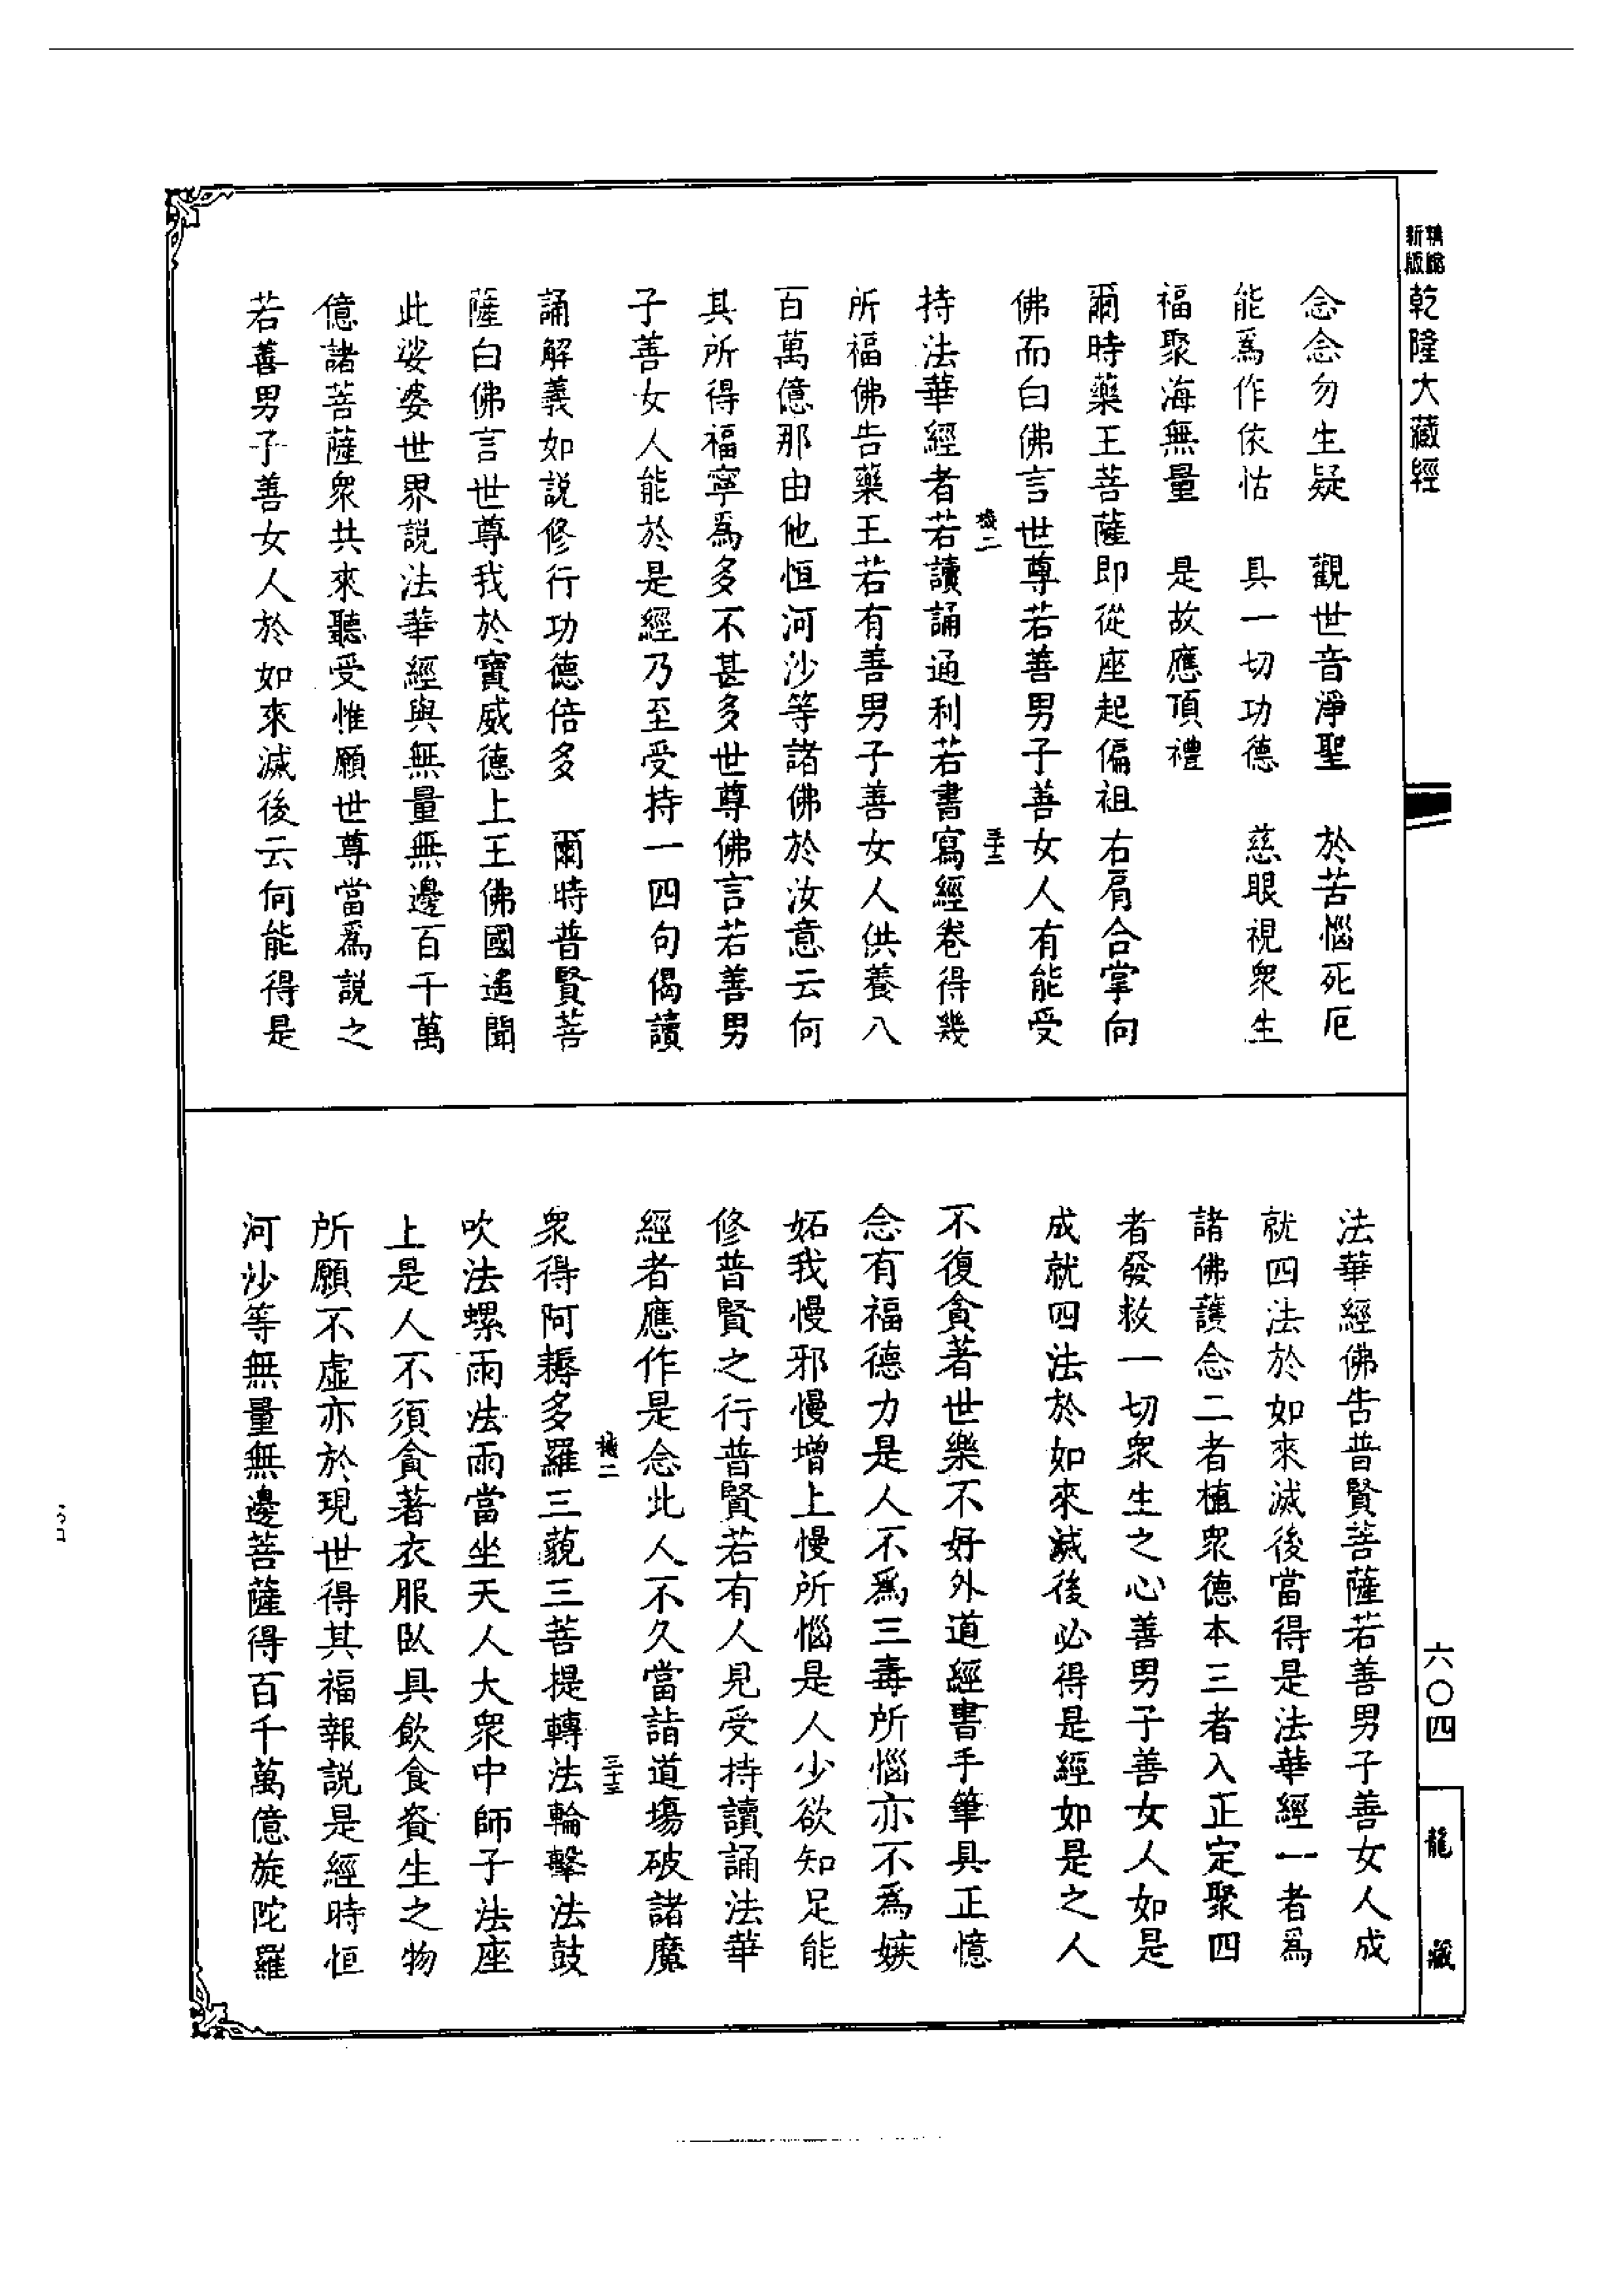 乾隆大藏經
新版
念念勿生疑　觀世音淨聖　於苦惱死厄
能爲作依怙　具一切功德　慈眼視衆生
福聚海無量　是故應頂禮
爾時藥王菩薩即從座起偏袒右肩合掌向
佛而白佛言世尊若善男子善女人有能受
持法華經者若讀誦通利若書寫經卷得幾
所福佛告藥王若有善男子善女人供養八
百萬億那由他恒河沙等諸佛於汝意云何
其所得福寧爲多不甚多世尊佛言若善男
子善女人能於是經乃至受持一四句偈讀
誦解義如説修行功德倍多　爾時普賢菩
薩白佛言世尊我於寶威德上王佛國遙聞
此娑婆世界説法華經與無量無邊百千萬
億諸菩薩衆共來聽受惟願世尊當爲説之
若善男子善女人於如來滅後云何能得是
法華經佛告普賢菩薩若善男子善女人成
就四法於如來滅後當得是法華經一者爲
諸佛護念二者植衆德本三者入正定聚四
者發救一切衆生之心善男子善女人如是
成就四法於如來滅後必得是經如是之人
不復貪著世樂不好外道經書手筆具正憶
念有福德力是人不爲三毒所惱亦不爲嫉
妬我慢邪慢增上慢所惱是人少欲知足能
修普賢之行普賢若有人見受持讀誦法華
經者應作是念此人不久當詣道場破諸魔
衆得阿耨多羅三藐三菩提轉法輪擊法鼓
吹法螺雨法雨當坐天人大衆中師子法座
上是人不須貪著衣服臥具飲食資生之物
所願不虛亦於現世得其福報説是經時恒
河沙等無量無邊菩薩得百千萬億旋陀羅
六〇四
龍藏